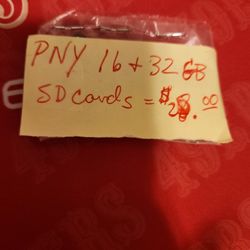 PNY 16 + 32 GB
SD cards = $28.00